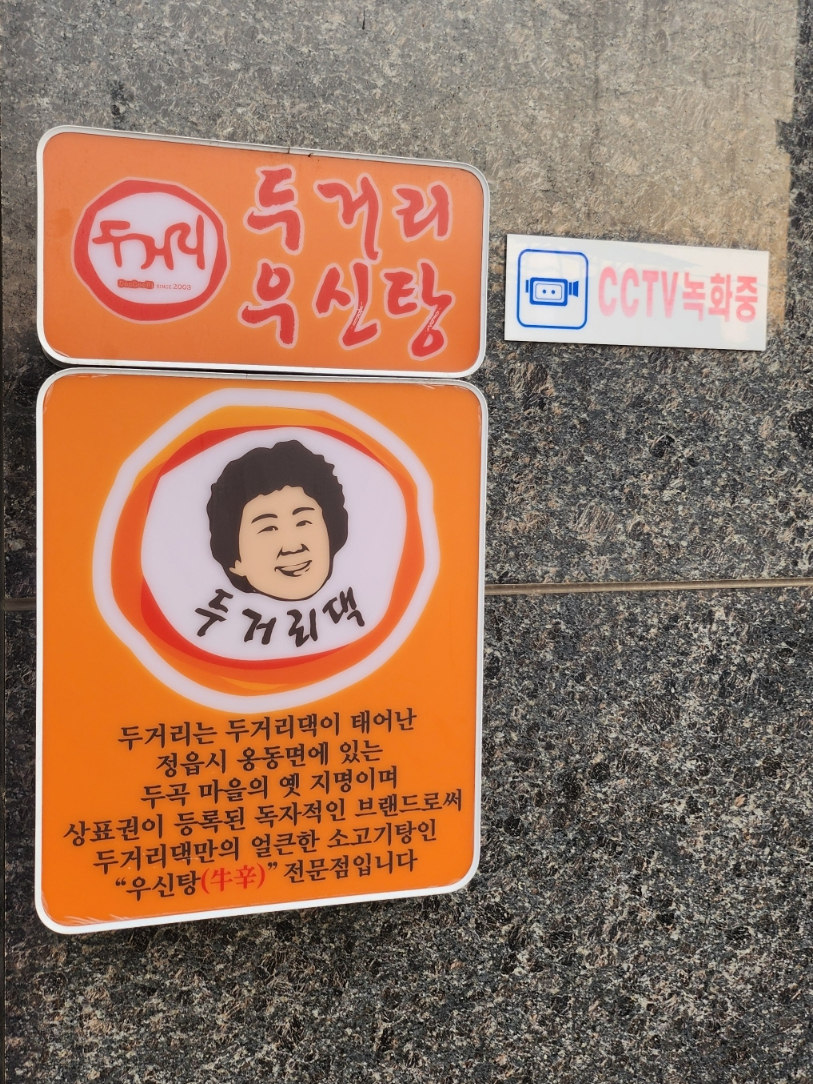 두거리
SINCE 2003
두거리
우신탕
CCTV녹화중
두거리댁
두거리는 두거리댁이 태어난
정읍시 옹동면에 있는
두곡 마을의 옛 지명이며
상표권이 등록된 독자적인 브랜드로써
두거리댁만의 얼큰한 소고기탕인
“우신탕(牛辛)” 전문점입니다